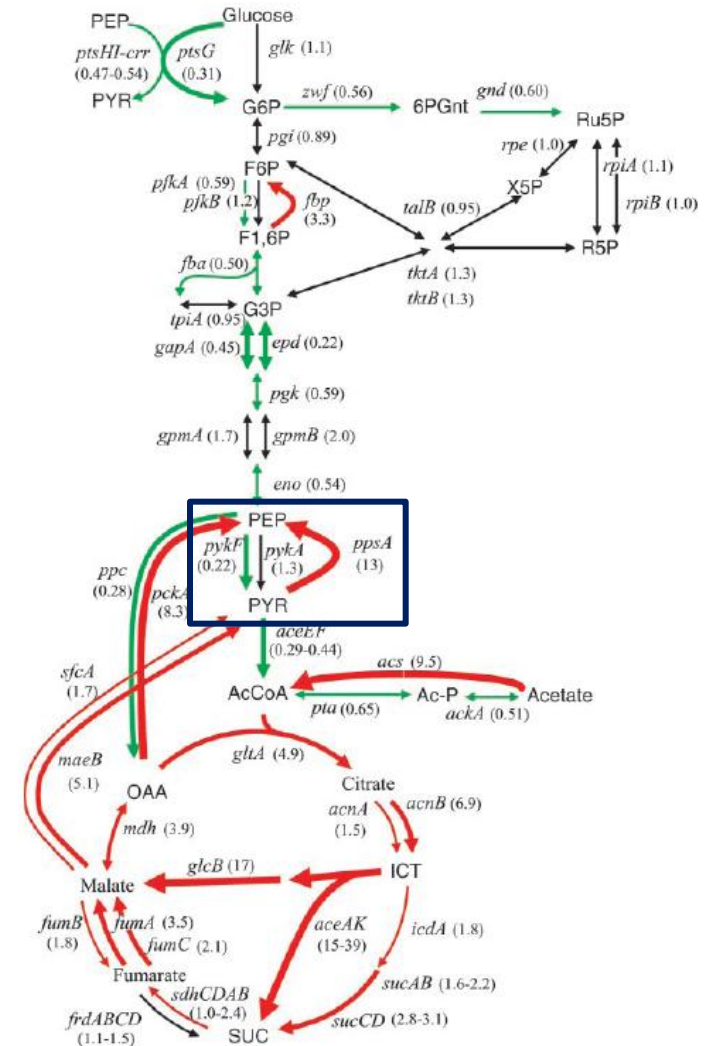 PEP
Glucose
ptsHI-crr
(0.47-0.54)
ptsG
(0.31)
glk (1.1)
PYR
G6P
zwf (0.56)
6PGnt
gnd (0.60)
Ru5P
pgi (0.89)
rpe (1.0)
rpiA (1.1)
F6P
X5P
pfkA (0.59)
pfkB (1.2)
fbp
(3.3)
talB (0.95)
rpiB (1.0)
F1,6P
R5P
fba (0.50)
tktA (1.3)
tktB (1.3)
G3P
tpiA (0.95)
gapA (0.45)
epd (0.22)
pgk (0.59)
gpmA (1.7)
gpmB (2.0)
eno (0.54)
PEP
pykF
(0.22)
pykA
(1.3)
ppsA
(13)
ppc
(0.28)
pckA
(8.3)
PYR
aceEF
(0.29-0.44)
sfcA
(1.7)
acs (9.5)
AcCoA
pta (0.65)
Ac-P
ackA (0.51)
Acetate
maeB
(5.1)
gltA (4.9)
OAA
Citrate
acnA
(1.5)
acnB (6.9)
mdh (3.9)
glcB (17)
ICT
Malate
fumB
(1.8)
fumA (3.5)
fumC (2.1)
aceAK
(15-39)
icdA (1.8)
Fumarate
sucAB (1.6-2.2)
sdhCDAB
(1.0-2.4)
frdABCD
(1.1-1.5)
SUC
sucCD (2.8-3.1)